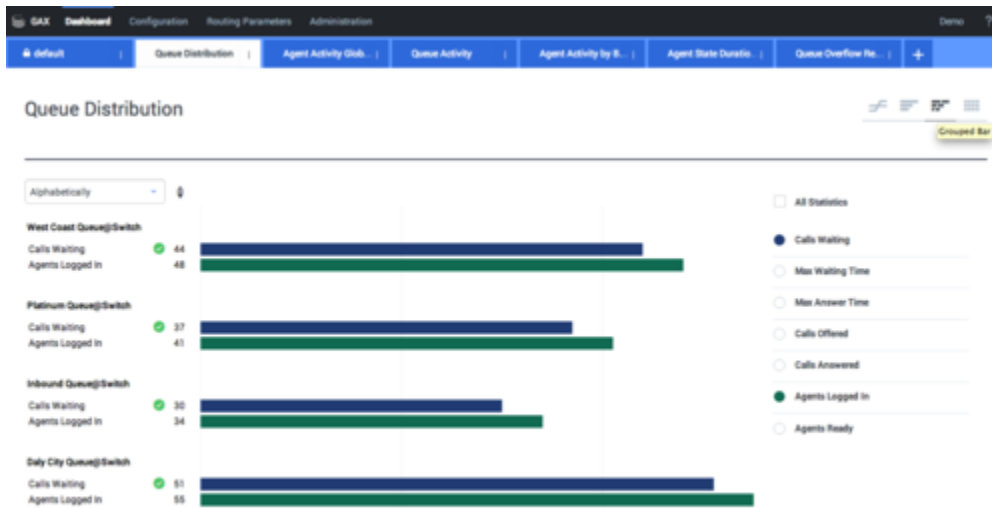 GAX Dashboard Configuration Routing Parameters Administration Demo ?
default Queue Distribution Agent Activity Glob... Queue Activity Agent Activity by B... Agent State Duratio... Queue Overflow Re... +
Queue Distribution
Grouped Bar
Alphabetically
All Statistics
West Coast Queue@Switch
Calls Waiting 44
Agents Logged In 48
Platinum Queue@Switch
Calls Waiting 37
Agents Logged In 41
Inbound Queue@Switch
Calls Waiting 30
Agents Logged In 34
Daly City Queue@Switch
Calls Waiting 51
Agents Logged In 55
Calls Waiting
Max Waiting Time
Max Answer Time
Calls Offered
Calls Answered
Agents Logged In
Agents Ready